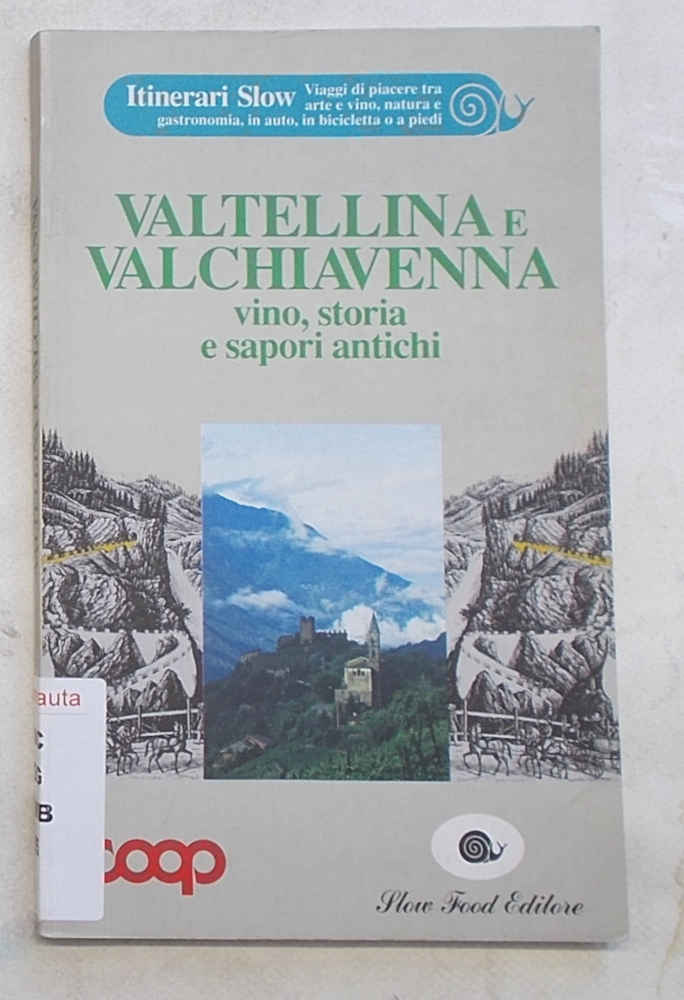 Itinerari Slow Viaggi di piacere tra
arte e vino, natura e
gastronomia, in auto, in bicicletta o a piedi
VALTELLINA E
VALCHIAVENNA
vino, storia
e sapori antichi
auta
C
G
B
coop
Slow Food Editore